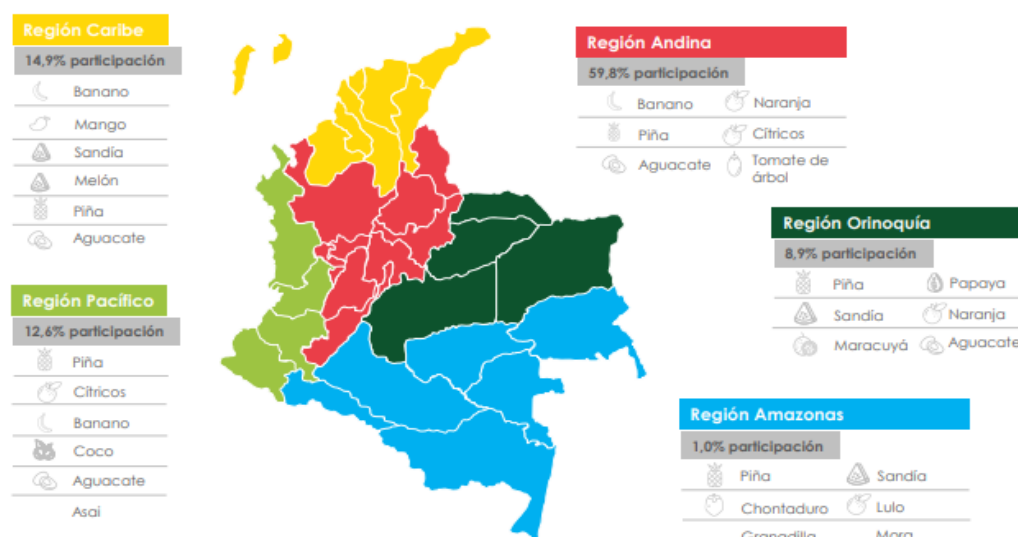 Región Caribe
14,9% participación
Banano
Mango
Sandía
Melón
Piña
Aguacate
Región Pacífico
12,6% participación
Piña
Cítricos
Banano
Coco
Aguacate
Asai
Región Andina
59,8% participación
Banano Naranja
Piña Cítricos
Aguacate Tomate de
árbol
Región Orinoquía
8,9% participación
Piña Papaya
Sandía Naranja
Maracuyá Aguacate
Región Amazonas
1,0% participación
Piña Sandía
Chontaduro Lulo
Granadilla Mora